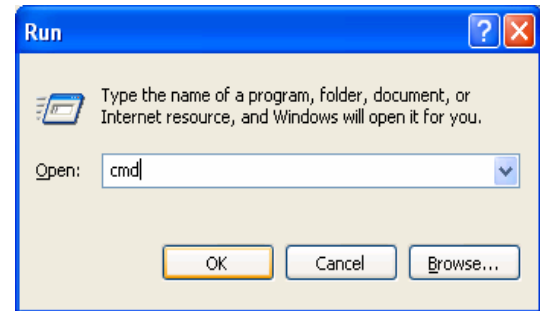 Run
Type the name of a program, folder, document, or
Internet resource, and Windows will open it for you.
Open: cmd
OK Cancel Browse...